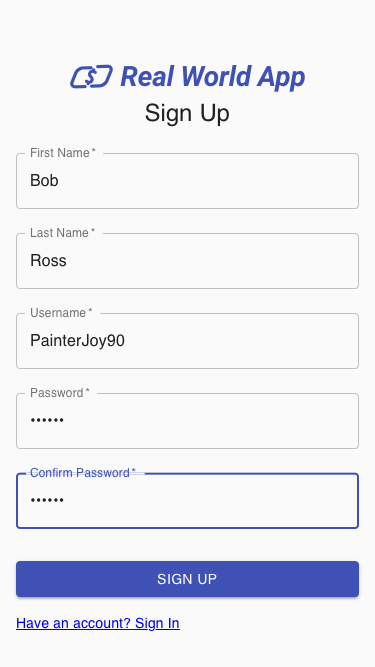 Real World App
Sign Up
First Name *
Bob
Last Name *
Ross
Username *
PainterJoy90
Password *
••••••
Confirm Password *
••••••
SIGN UP
Have an account? Sign In